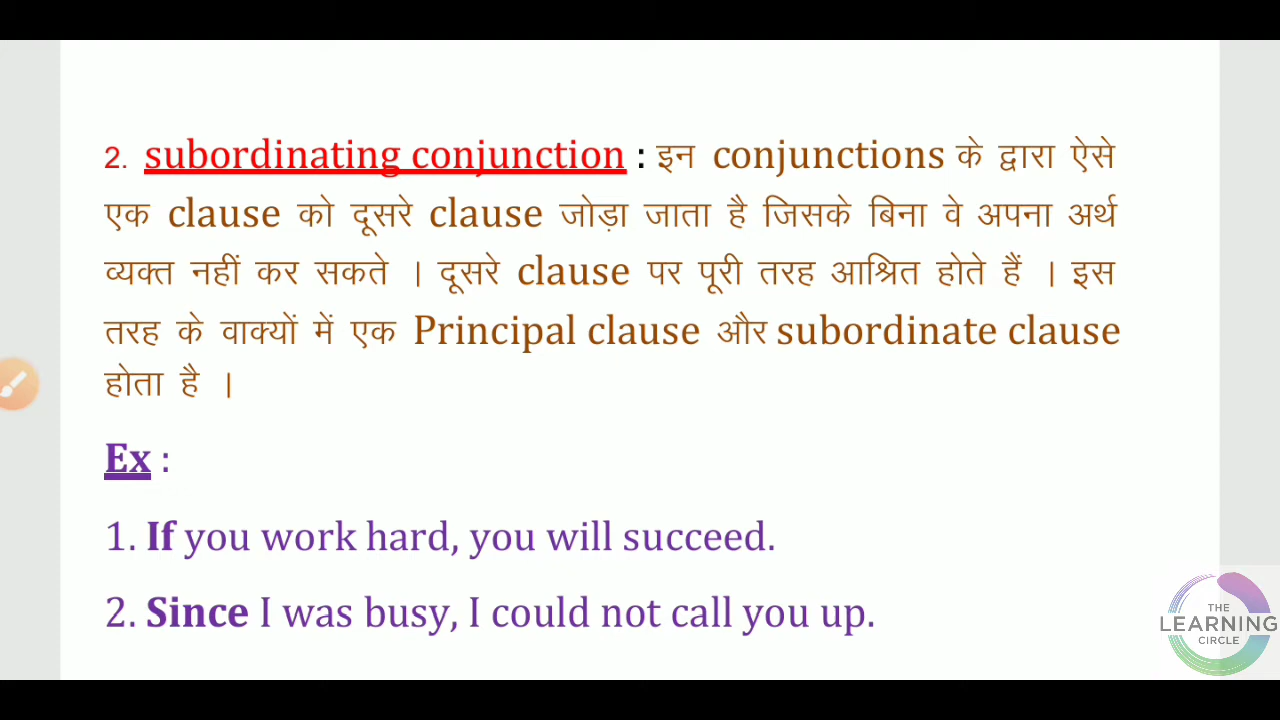 2. subordinating conjunction : इन conjunctions के द्वारा ऐसे
एक clause को दूसरे clause जोड़ा जाता है जिसके बिना वे अपना अर्थ
व्यक्त नहीं कर सकते । दूसरे clause पर पूरी तरह आश्रित होते हैं । इस
तरह के वाक्यों में एक Principal clause और subordinate clause
होता है ।
Ex :
1. If you work hard, you will succeed.
2. Since I was busy, I could not call you up.
THE
LEARNING
CIRCLE